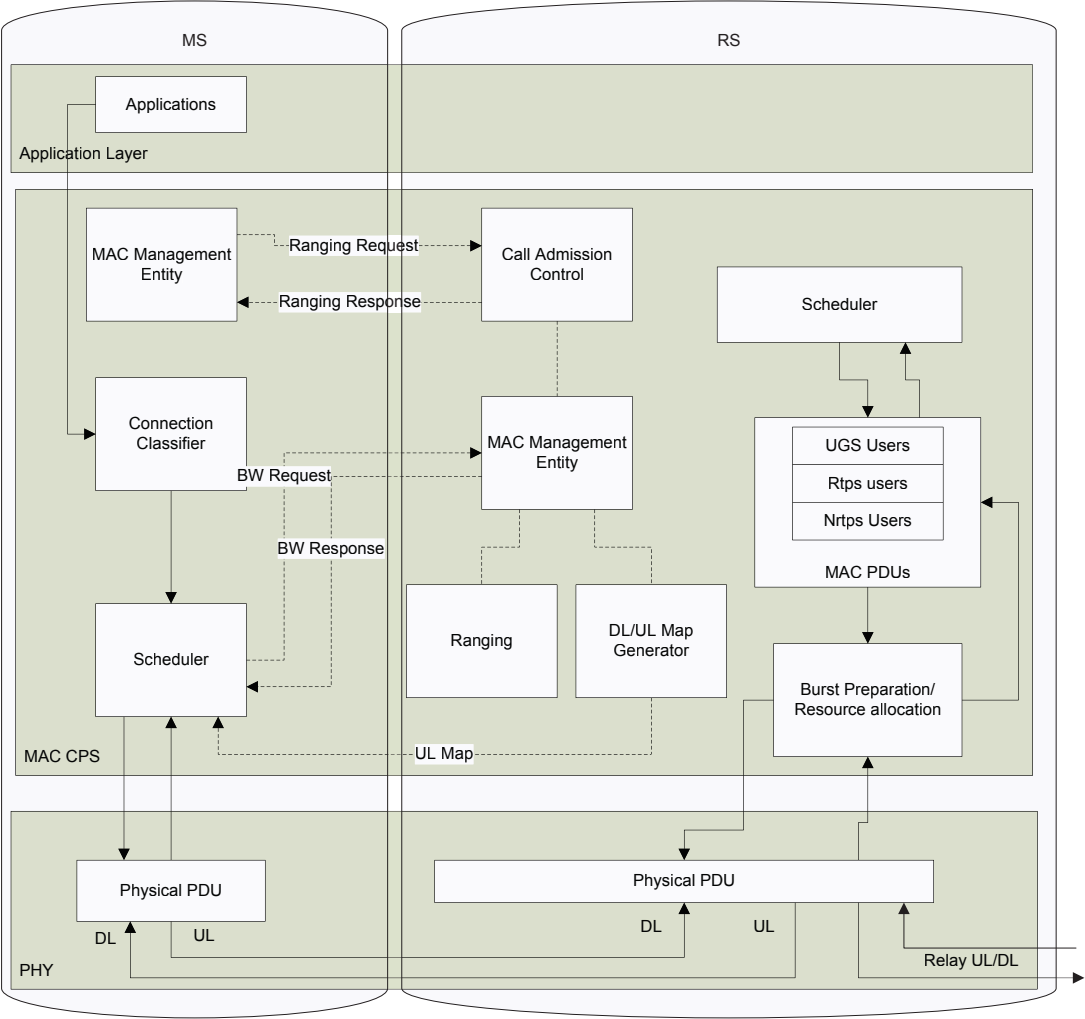 MS
RS
Applications
Application Layer
MAC Management
Entity
Ranging Request
Ranging Response
Call Admission
Control
Scheduler
Connection
Classifier
MAC Management
Entity
BW Request
BW Response
UGS Users
Rtps users
Nrtps Users
MAC PDUs
Scheduler
Ranging
DL/UL Map
Generator
Burst Preparation/
Resource allocation
UL Map
MAC CPS
Physical PDU
Physical PDU
DL
UL
DL
UL
Relay UL/DL
PHY